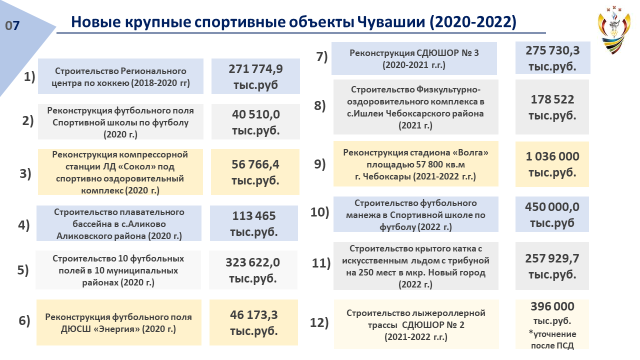 07
Новые крупные спортивные объекты Чувашии (2020-2022)
1)
Строительство Регионального
центра по хоккею (2018-2020 гг)
271 774,9
тыс.руб
2)
Реконструкция футбольного поля
Спортивной школы по футболу
(2020 г.)
40 510,0
тыс.руб.
3)
Реконструкция компрессорной
станции ЛД «Сокол» под
спортивно оздоровительный
комплекс (2020 г.)
56 766,4
тыс.руб.
4)
Строительство плавательного
бассейна в с.Аликово
Аликовского района (2020 г.)
113 465
тыс.руб.
5)
Строительство 10 футбольных
полей в 10 муниципальных
районах (2020 г.)
323 622,0
тыс.руб.
6)
Реконструкция футбольного поля
ДЮСШ «Энергия» (2020 г.)
46 173,3
тыс.руб.
7)
Реконструкция СДЮШОР № 3
(2020-2021 г.г.)
275 730,3
тыс.руб.
8)
Строительство Физкультурно-
оздоровительного комплекса в
с.Ишлеи Чебоксарского района
(2021 г.)
178 522
тыс.руб.
9)
Реконструкция стадиона «Волга»
площадью 57 800 кв.м
г. Чебоксары (2021-2022 г.г.)
1 036 000
тыс.руб.
10)
Строительство футбольного
манежа в Спортивной школе по
футболу (2022 г.)
450 000,0
тыс.руб.
11)
Строительство крытого катка с
искусственным льдом с трибуной
на 250 мест в мкр. Новый город
(2022 г.)
257 929,7
тыс.руб.
12)
Строительство лыжероллерной
трассы СДЮШОР № 2
(2021-2022 г.г.)
396 000
тыс.руб.
*уточнение
после ПСД